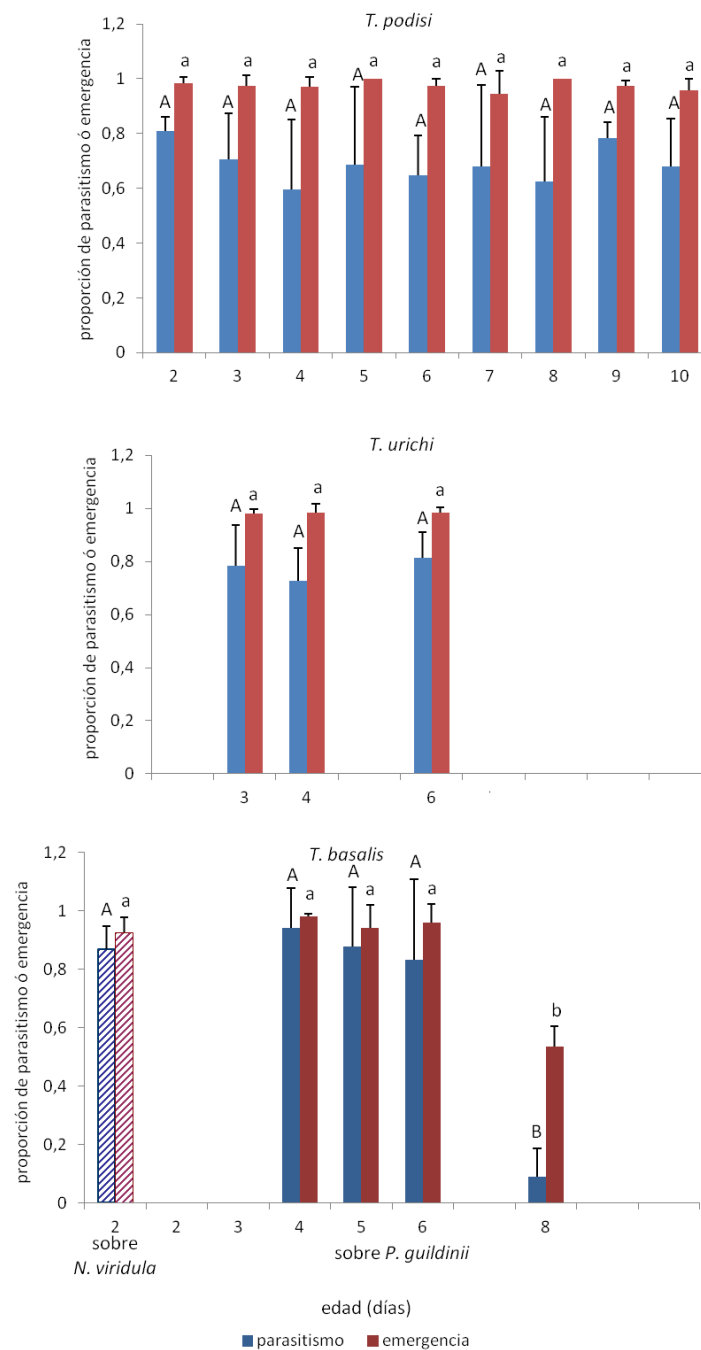 T. podisi
proporción de parasitismo ó emergencia
1,2
1
0,8
0,6
0,4
0,2
0
A a A a A a A a A a A a A a A a A a
2 3 4 5 6 7 8 9 10
T. urichi
proporción de parasitismo ó emergencia
1,2
1
0,8
0,6
0,4
0,2
0
A a A a A a
3 4 6
T. basalis
proporción de parasitismo ó emergencia
1,2
1
0,8
0,6
0,4
0,2
0
A a A a A a A a B b
2 2 3 4 5 6 8
sobre
N. viridula
sobre P. guildinii
edad (días)
parasitismo emergencia